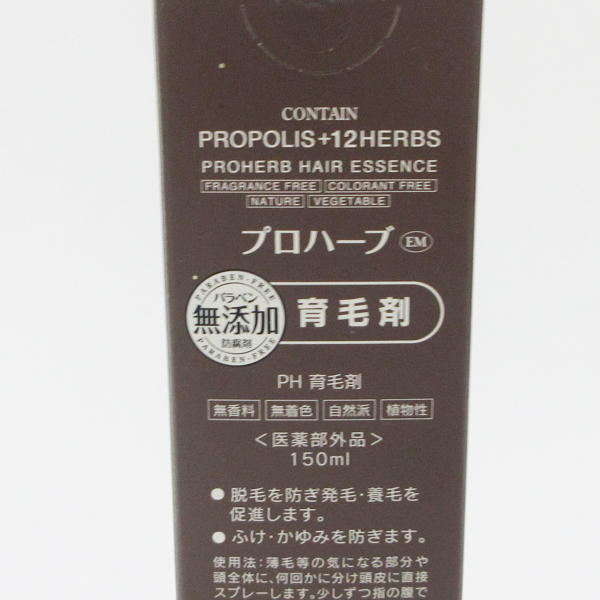 CONTAIN
PROPOLIS+12HERBS
PROHERB HAIR ESSENCE
FRAGRANCE FREE COLORANT FREE
NATURE VEGETABLE
プロハーブ EM
PARABEN-FREE
パラベン
無添加
防腐剤
PARABEN-FREE
育毛剤
PH 育毛剤
無香料 無着色 自然派 植物性
<医薬部外品>
150ml
●脱毛を防ぎ発毛・養毛を
促進します。
●ふけ・かゆみを防ぎます。
使用法:薄毛等の気になる部分や
頭全体に、何回かに分け頭皮に直接
スプレーします。少しずつ指の腹で